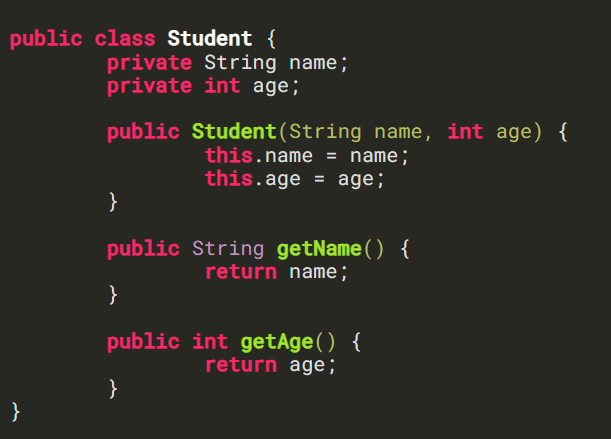 public class Student {
        private String name;
        private int age;

        public Student(String name, int age) {
                this.name = name;
                this.age = age;
        }

        public String getName() {
                return name;
        }

        public int getAge() {
                return age;
        }
}